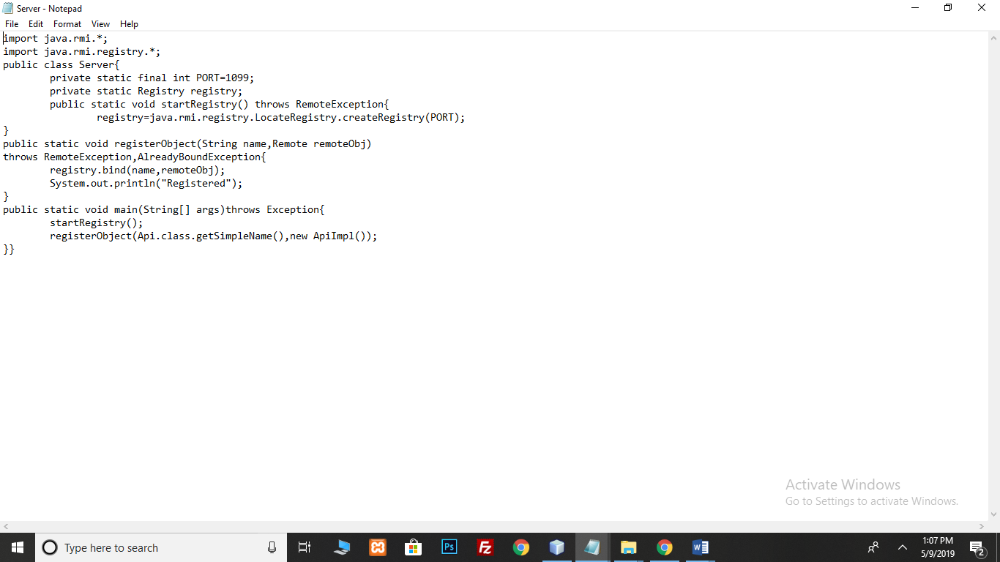 Server - Notepad
File Edit Format View Help
import java.rmi.*;
import java.rmi.registry.*;
public class Server{
        private static final int PORT=1099;
        private static Registry registry;
        public static void startRegistry() throws RemoteException{
                registry=java.rmi.registry.LocateRegistry.createRegistry(PORT);
}
public static void registerObject(String name,Remote remoteObj)
throws RemoteException,AlreadyBoundException{
        registry.bind(name,remoteObj);
        System.out.println("Registered");
}
public static void main(String[] args)throws Exception{
        startRegistry();
        registerObject(Api.class.getSimpleName(),new ApiImpl());
}}
Activate Windows
Go to Settings to activate Windows.
Type here to search
Ps
Fz
W
1:07 PM
5/9/2019
2